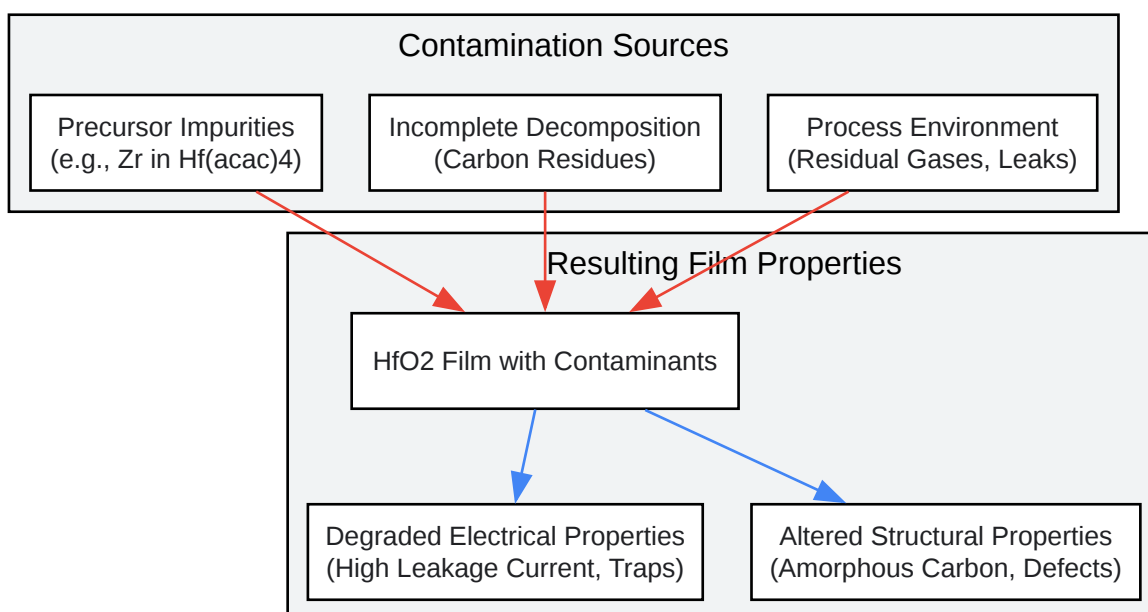 Contamination Sources
Precursor Impurities
(e.g., Zr in Hf(acac)4)
Incomplete Decomposition
(Carbon Residues)
Process Environment
(Residual Gases, Leaks)
Resulting Film Properties
HfO2 Film with Contaminants
Degraded Electrical Properties
(High Leakage Current, Traps)
Altered Structural Properties
(Amorphous Carbon, Defects)